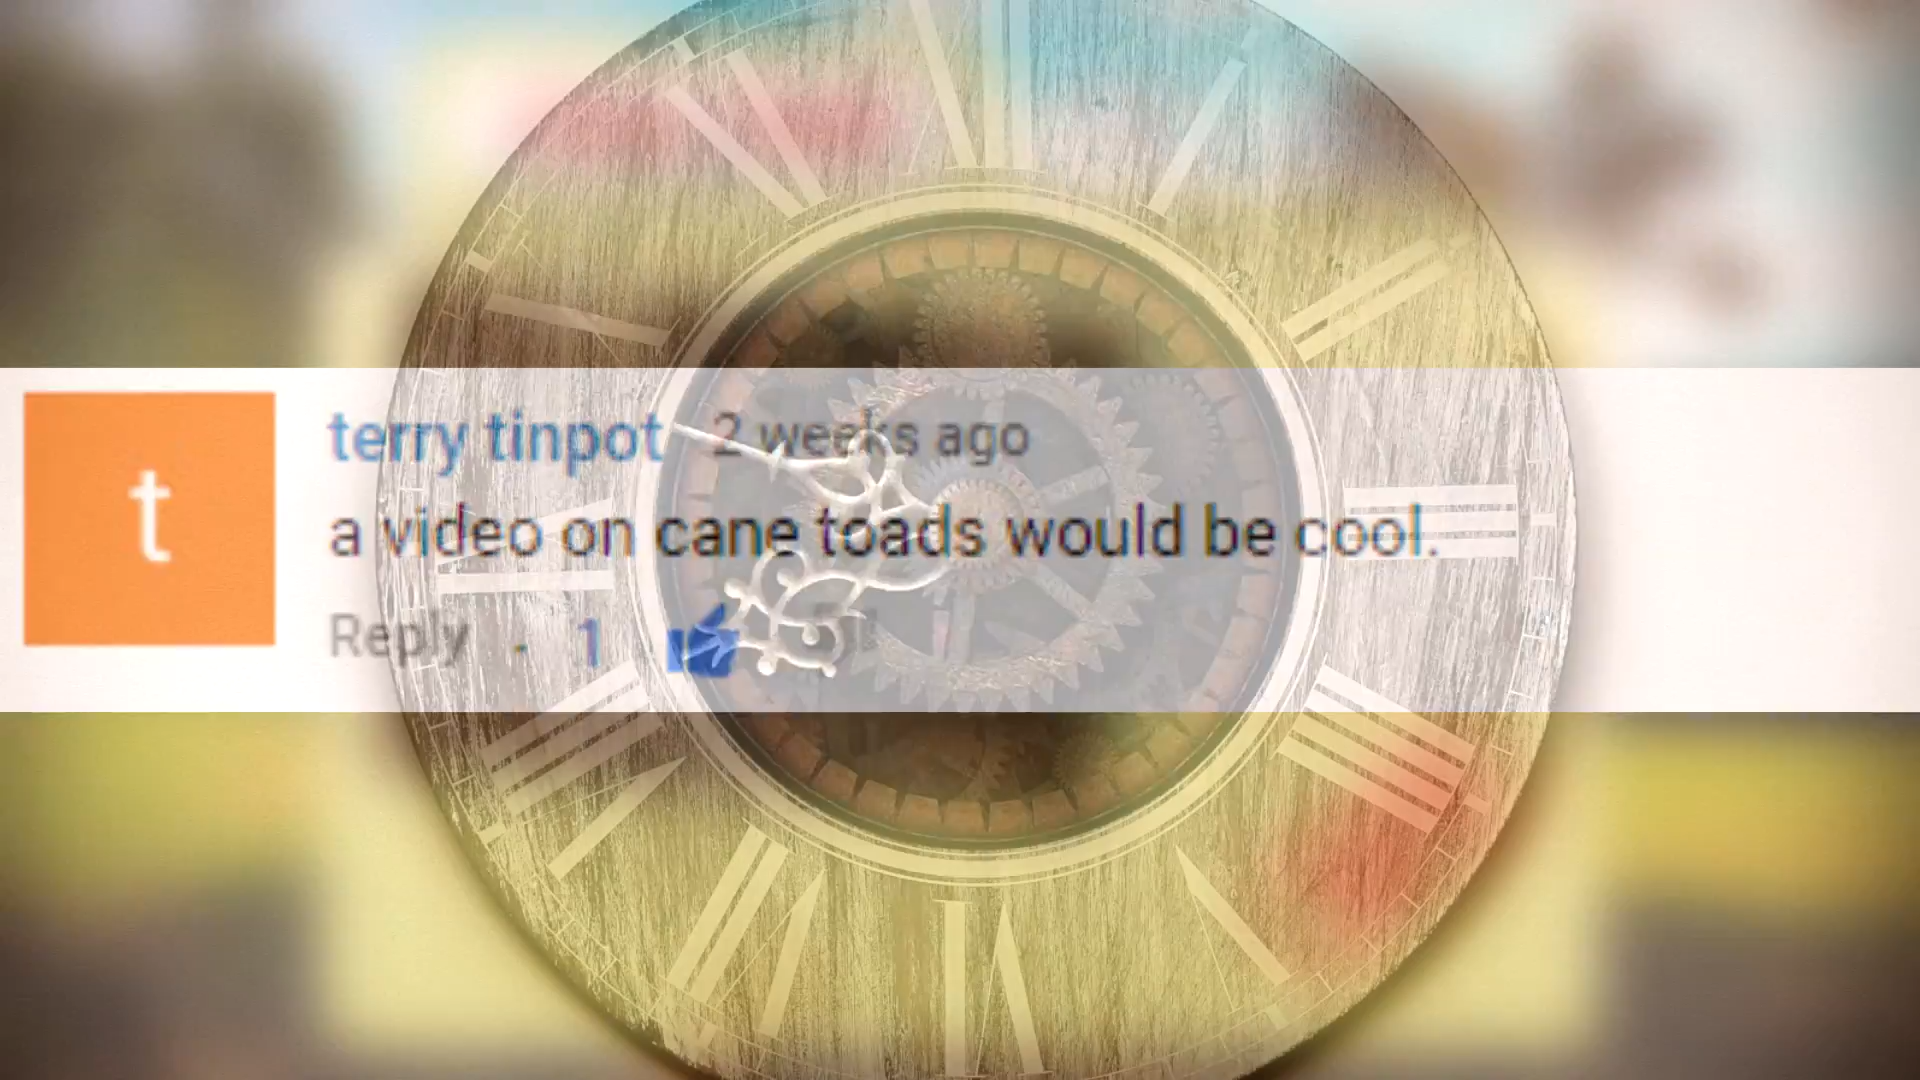 t
terry tinpot 2 weeks ago
a video on cane toads would be cool.
Reply · 1